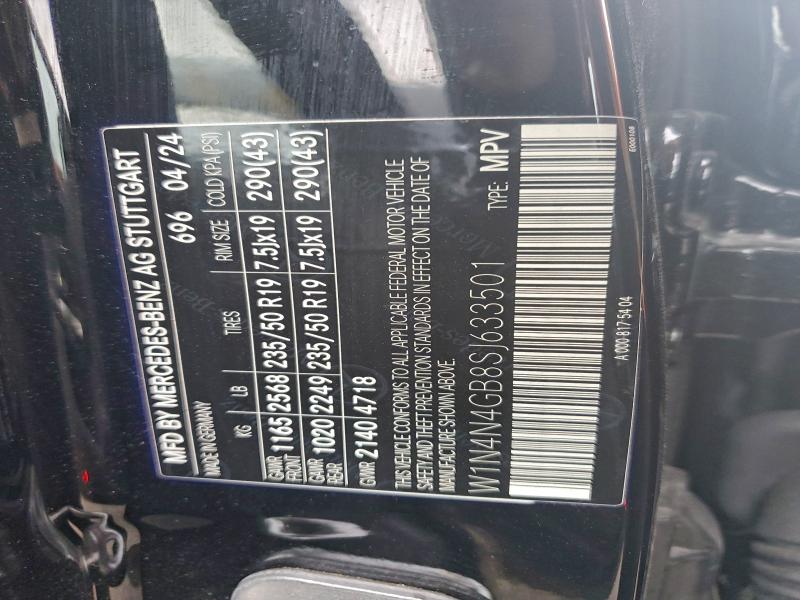 MFD BY MERCEDES-BENZ AG STUTTGART
MADE IN GERMANY 696 04/24
KG LB TIRES RIM SIZE COLD KPA(PSI)
GAWR FRONT 1165 2568 235/50 R19 7.5Jx19 290(43)
GAWR REAR 1020 2249 235/50 R19 7.5Jx19 290(43)
GVWR 2140 4718
THIS VEHICLE CONFORMS TO ALL APPLICABLE FEDERAL MOTOR VEHICLE
SAFETY AND THEFT PREVENTION STANDARDS IN EFFECT ON THE DATE OF
MANUFACTURE SHOWN ABOVE.
W1N4N4GB8SJ633501 TYPE: MPV
E000108
A 000 817 54 04